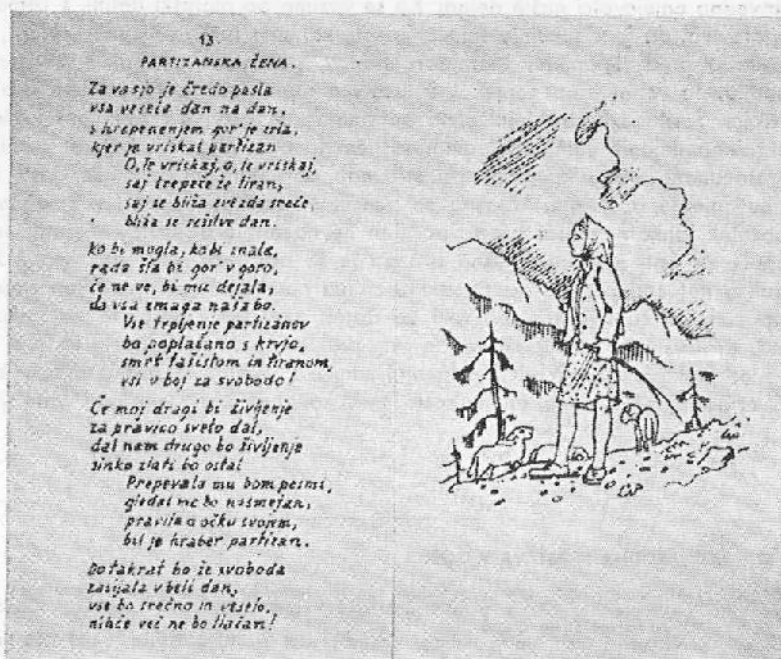 13
PARTIZANSKA ŽENA.
Za vasjo je čredo pasla
vsa veselo dan na dan,
s hrepenenjem gor' je zrla,
kjer je vriskal partizan
O, le vriskaj, o, le vriskaj,
saj trepeče že tiran,
saj se bliža zvezda sreče,
bliža se rešitve dan.
Ko bi mogla, ko bi znala,
rada šla bi gor' v goro,
če ne ve, bi mu dejala,
da vsa zmaga naša bo.
Vse trpljenje partizanov
bo poplačano s krvjo,
smrt fašistom in tiranom,
vsi v boj za svobodo!
Če moj dragi bi življenje
za pravico sveto dal,
dal nam drugo bo življenje
sinko zlati bo ostal
Prepevala mu bom pesmi,
gledal me bo nasmejan,
pravila o očku svojem,
bil je hraber partizan.
Do takrat bo že svoboda
zasijala v beli dan,
vse bo srečno in veselo,
nihče več ne bo tlačan!